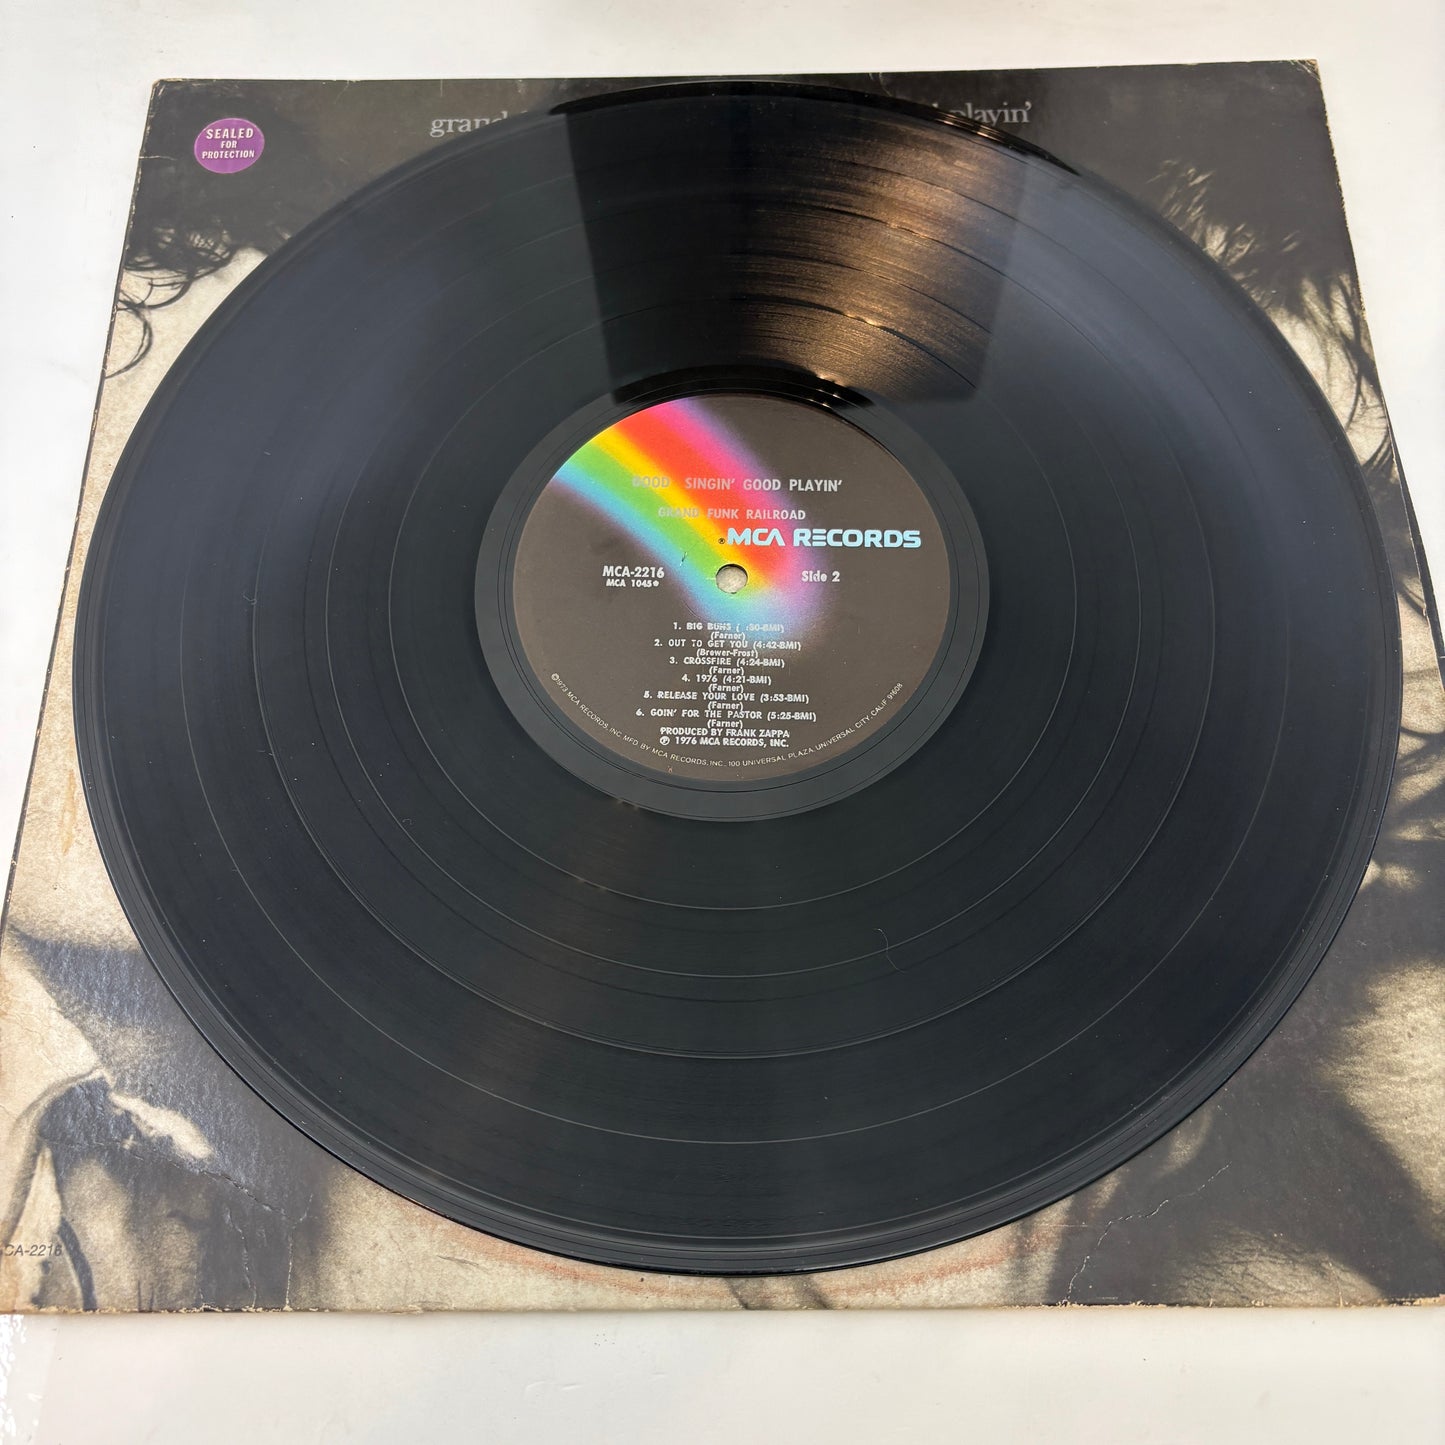 SEALED
FOR
PROTECTION
grand
playin'
GOOD SINGIN' GOOD PLAYIN'
GRAND FUNK RAILROAD
®MCA RECORDS
MCA-2216
MCA 1045*
Side 2
1. BIG BUNS ( :30-BMI)
(Farner)
2. OUT TO GET YOU (4:42-BMI)
(Brewer-Frost)
3. CROSSFIRE (4:24-BMI)
(Farner)
4. 1976 (4:21-BMI)
(Farner)
5. RELEASE YOUR LOVE (3:53-BMI)
(Farner)
6. GOIN' FOR THE PASTOR (5:25-BMI)
(Farner)
PRODUCED BY FRANK ZAPPA
℗ 1976 MCA RECORDS, INC.
©1973 MCA RECORDS, INC. MFD. BY MCA RECORDS, INC., 100 UNIVERSAL PLAZA, UNIVERSAL CITY, CALIF. 91608
CA-2216